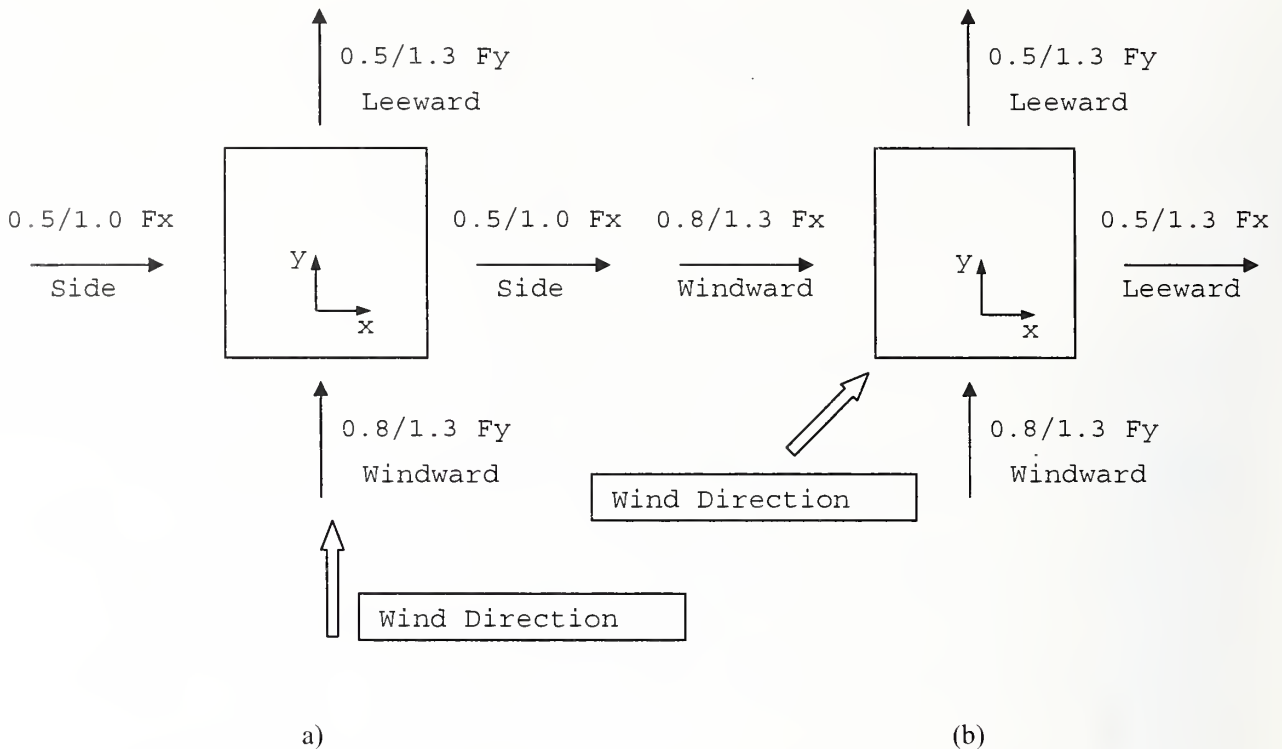 0.5/1.3 Fy
Leeward
0.5/1.0 Fx
Side
0.5/1.0 Fx
Side
y
x
0.8/1.3 Fy
Windward
Wind Direction
a)
0.5/1.3 Fy
Leeward
0.8/1.3 Fx
Windward
0.5/1.3 Fx
Leeward
y
x
0.8/1.3 Fy
Windward
Wind Direction
(b)